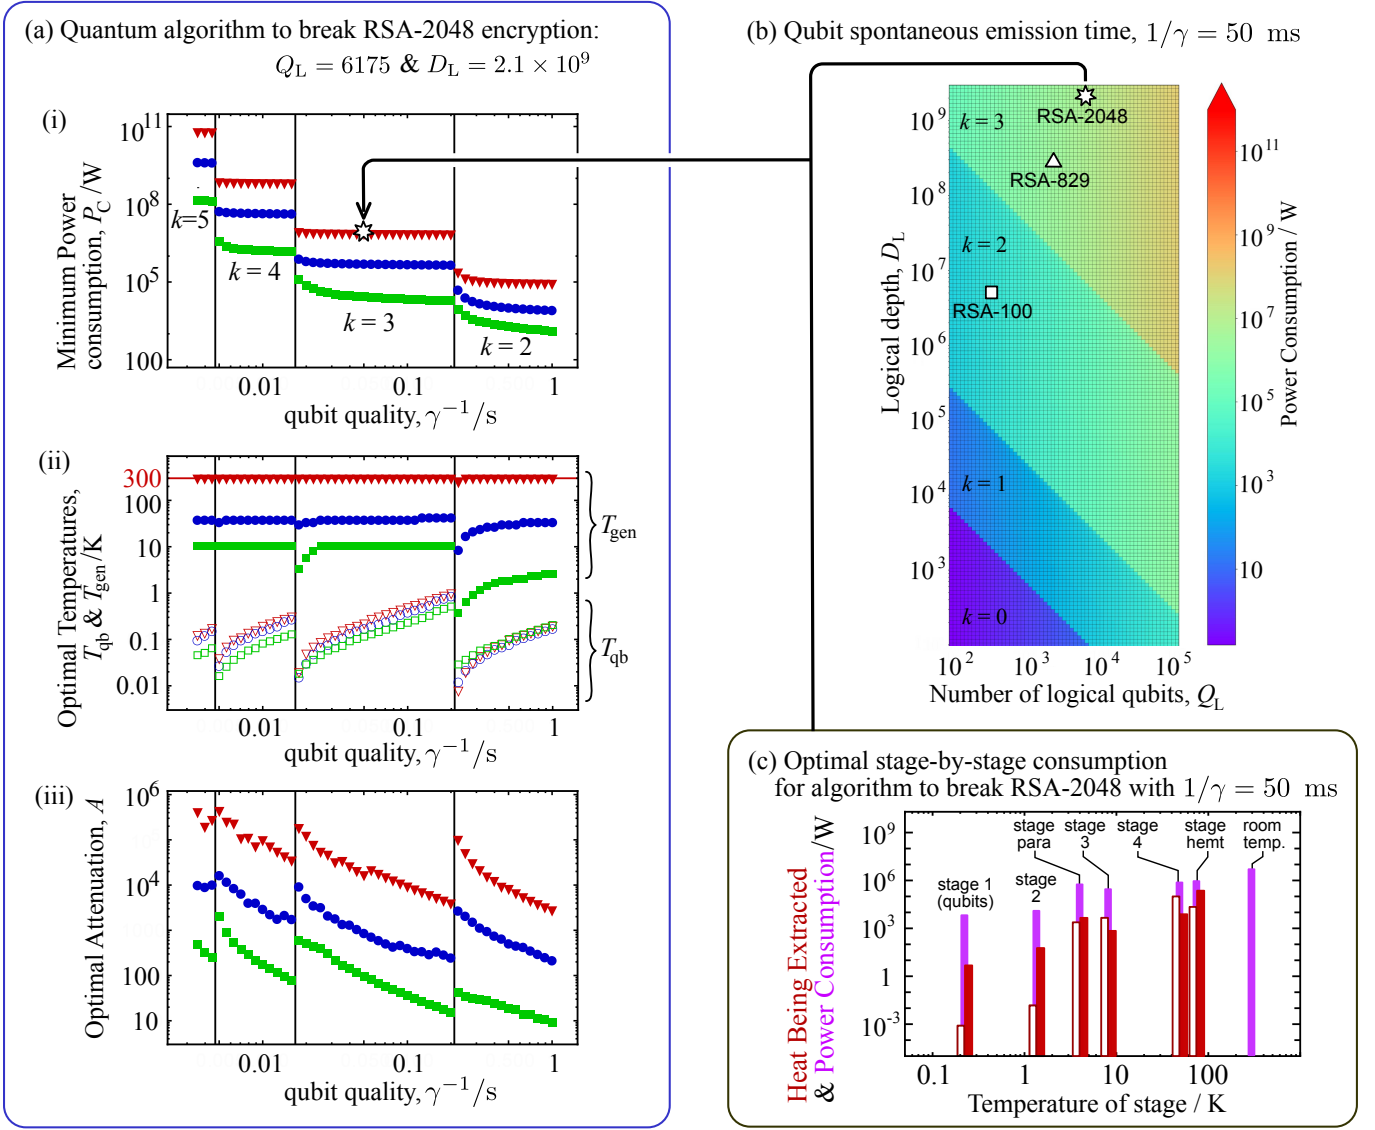 (a) Quantum algorithm to break RSA-2048 encryption:
Q_L = 6175 & D_L = 2.1 × 10^9
(i)
Minimum Power
consumption, P_C/W
10^11
10^8
10^5
100
k=5
k = 4
k = 3
k = 2
0.01 0.1 1
qubit quality, γ^−1/s
(ii)
Optimal Temperatures,
T_qb & T_gen/K
300
100
10
1
0.1
0.01
T_gen
T_qb
0.01 0.1 1
qubit quality, γ^−1/s
(iii)
Optimal Attenuation, A
10^6
10^5
10^4
10^3
100
10
0.01 0.1 1
qubit quality, γ^−1/s
(b) Qubit spontaneous emission time, 1/γ = 50 ms
Logical depth, D_L
10^9
10^8
10^7
10^6
10^5
10^4
10^3
k = 3
k = 2
k = 1
k = 0
RSA-2048
RSA-829
RSA-100
10^2 10^3 10^4 10^5
Number of logical qubits, Q_L
10^11
10^9
10^7
10^5
10^3
10
Power Consumption / W
(c) Optimal stage-by-stage consumption
for algorithm to break RSA-2048 with 1/γ = 50 ms
Heat Being Extracted
& Power Consumption/W
10^9
10^6
10^3
1
10^−3
stage 1
(qubits)
stage
2
stage
para
stage
3
stage
4
stage
hemt
room
temp.
0.1 1 10 100
Temperature of stage / K